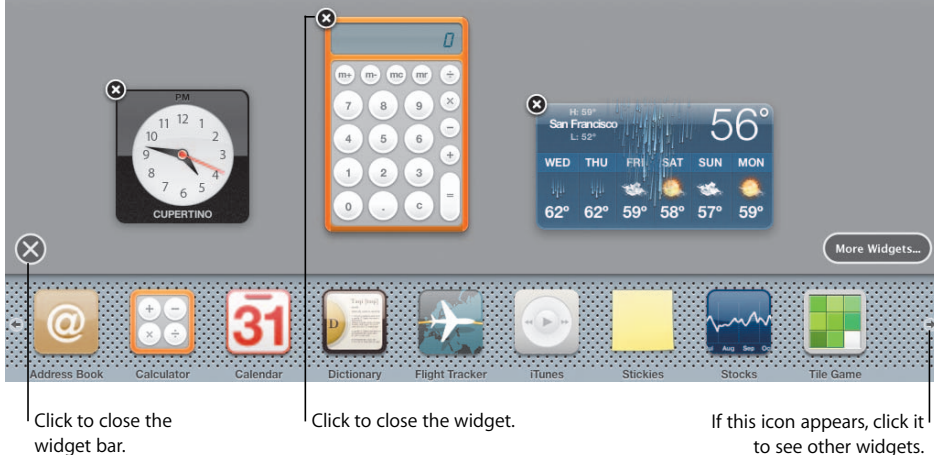 PM
11 12 1
10 2
9 3
8 4
7 6 5
CUPERTINO
0
m+ m- mc mr ÷
7 8 9 ×
4 5 6 −
+
1 2 3
0 . c =
H: 59°
San Francisco
L: 52°
56°
WED THU FRI SAT SUN MON
62° 62° 59° 58° 57° 59°
More Widgets...
@
+ −
× ÷
31
D
Aug Sep
Address Book Calculator Calendar Dictionary Flight Tracker iTunes Stickies Stocks Tile Game
Click to close the
widget bar.
Click to close the widget.
If this icon appears, click it
to see other widgets.